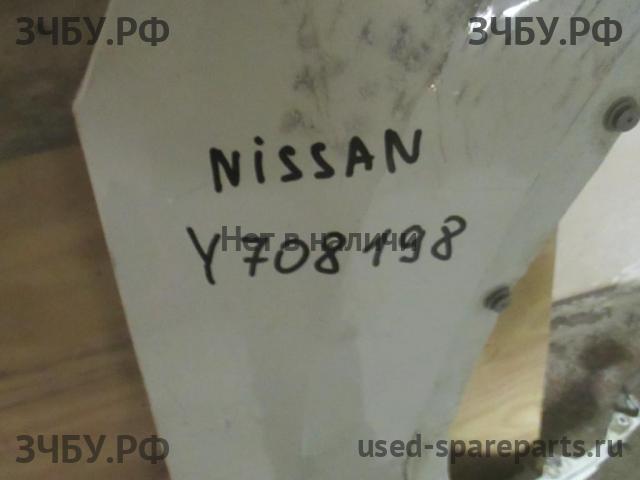 ЗЧБУ.РФ ЗЧБУ.РФ
NiSSAN
Нет в наличии
Y708198
ЗЧБУ.РФ used-spareparts.ru